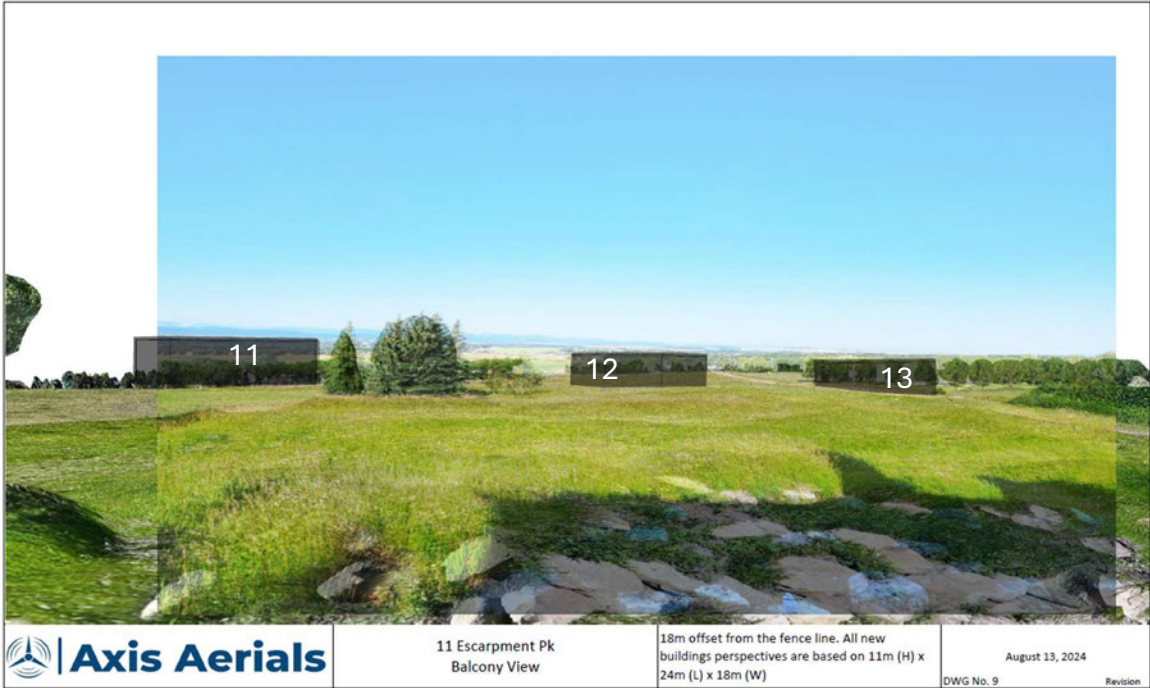 11
12
13
Axis Aerials
11 Escarpment Pk
Balcony View
18m offset from the fence line. All new
buildings perspectives are based on 11m (H) x
24m (L) x 18m (W)
August 13, 2024
DWG No. 9
Revision